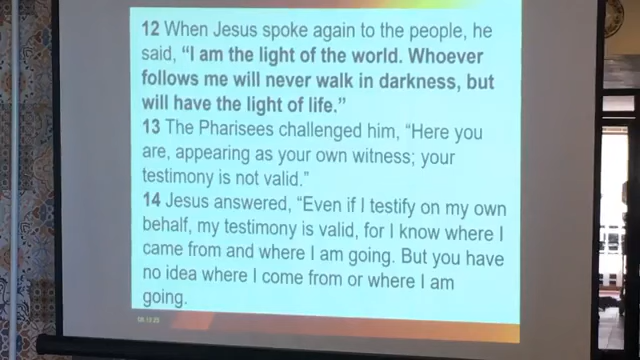 12 When Jesus spoke again to the people, he
said, “I am the light of the world. Whoever
follows me will never walk in darkness, but
will have the light of life.”
13 The Pharisees challenged him, “Here you
are, appearing as your own witness; your
testimony is not valid.”
14 Jesus answered, “Even if I testify on my own
behalf, my testimony is valid, for I know where I
came from and where I am going. But you have
no idea where I come from or where I am
going.